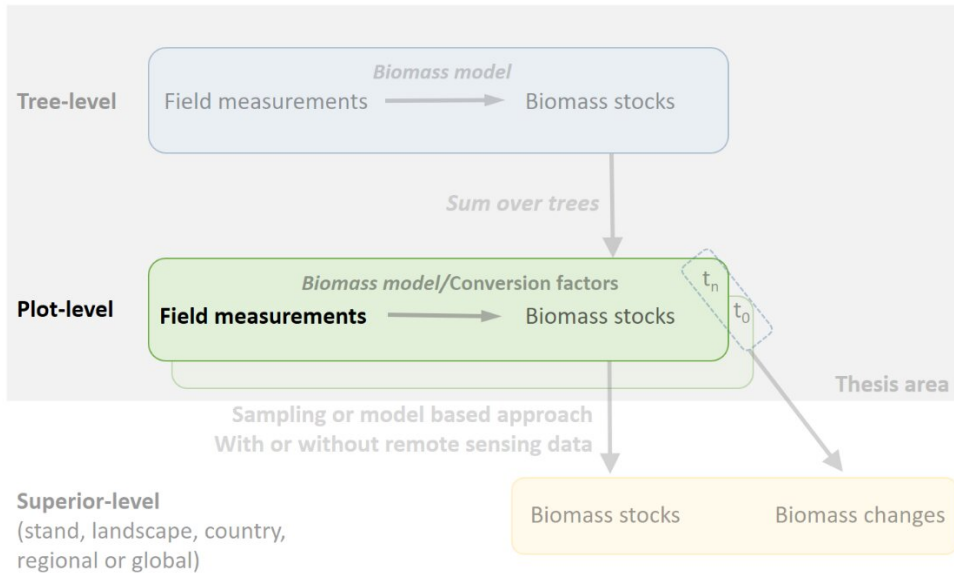 Biomass model
Tree-level
Field measurements
Biomass stocks
Sum over trees
Biomass model/Conversion factors
tn
Plot-level
Field measurements
Biomass stocks
t0
Thesis area
Sampling or model based approach
With or without remote sensing data
Superior-level
(stand, landscape, country,
regional or global)
Biomass stocks
Biomass changes